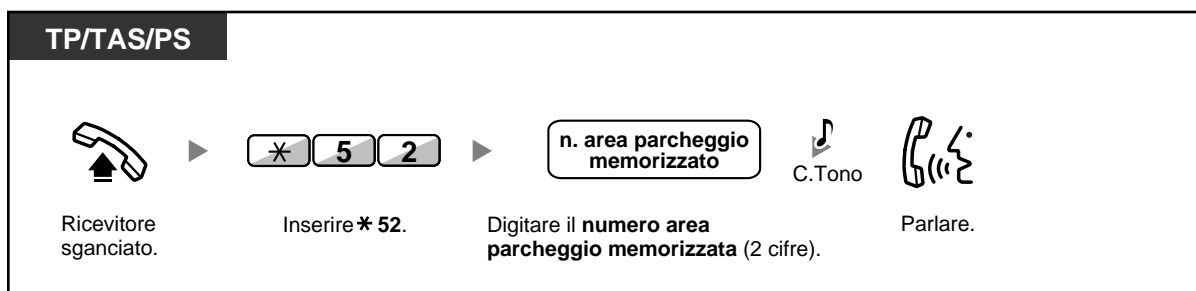 TP/TAS/PS
* 5 2
n. area parcheggio
memorizzato
C.Tono
Ricevitore
sganciato.
Inserire * 52.
Digitare il numero area
parcheggio memorizzata (2 cifre).
Parlare.